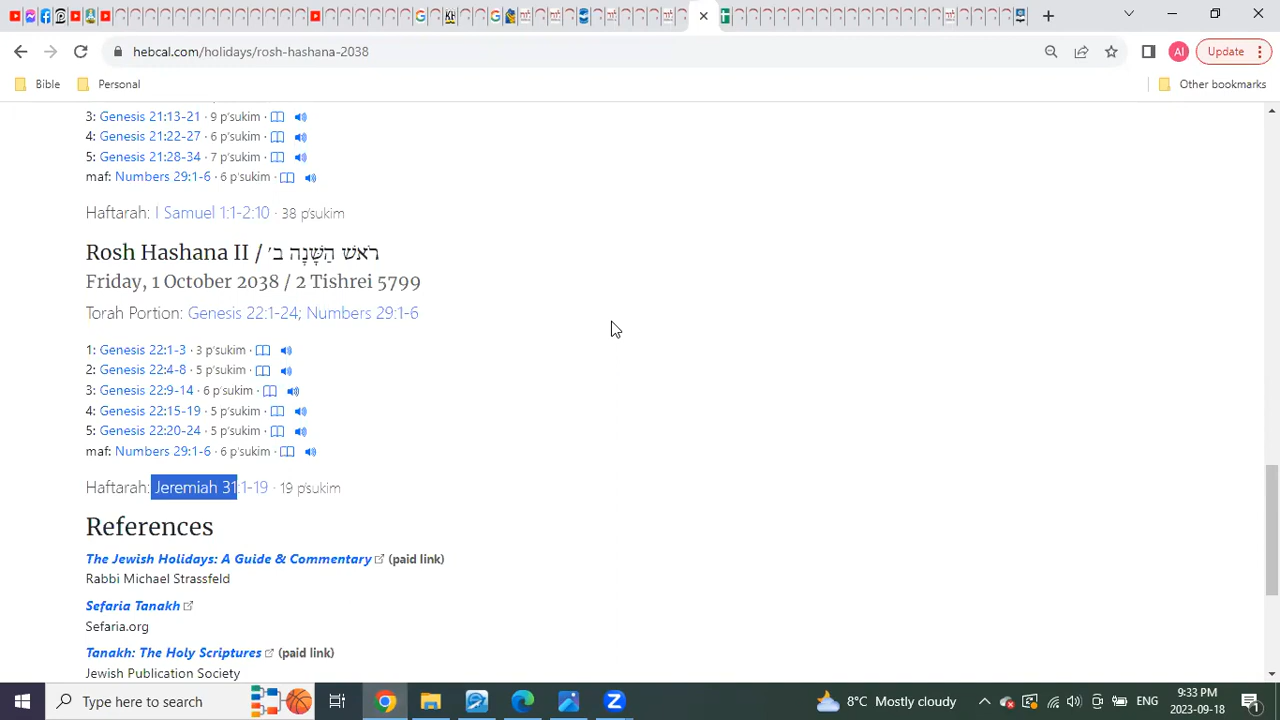 hebcal.com/holidays/rosh-hashana-2038
AI
Update
Bible
Personal
Other bookmarks
3: Genesis 21:13-21 · 9 p'sukim ·
4: Genesis 21:22-27 · 6 p'sukim ·
5: Genesis 21:28-34 · 7 p'sukim ·
maf: Numbers 29:1-6 · 6 p'sukim ·
Haftarah: I Samuel 1:1-2:10 · 38 p'sukim
Rosh Hashana II / רֹאשׁ הַשָּׁנָה ב׳
Friday, 1 October 2038 / 2 Tishrei 5799
Torah Portion: Genesis 22:1-24; Numbers 29:1-6
1: Genesis 22:1-3 · 3 p'sukim ·
2: Genesis 22:4-8 · 5 p'sukim ·
3: Genesis 22:9-14 · 6 p'sukim ·
4: Genesis 22:15-19 · 5 p'sukim ·
5: Genesis 22:20-24 · 5 p'sukim ·
maf: Numbers 29:1-6 · 6 p'sukim ·
Haftarah: Jeremiah 31:1-19 · 19 p'sukim
References
The Jewish Holidays: A Guide & Commentary (paid link)
Rabbi Michael Strassfeld
Sefaria Tanakh
Sefaria.org
Tanakh: The Holy Scriptures (paid link)
Jewish Publication Society
Type here to search
8°C Mostly cloudy
ENG
9:33 PM
2023-09-18
1